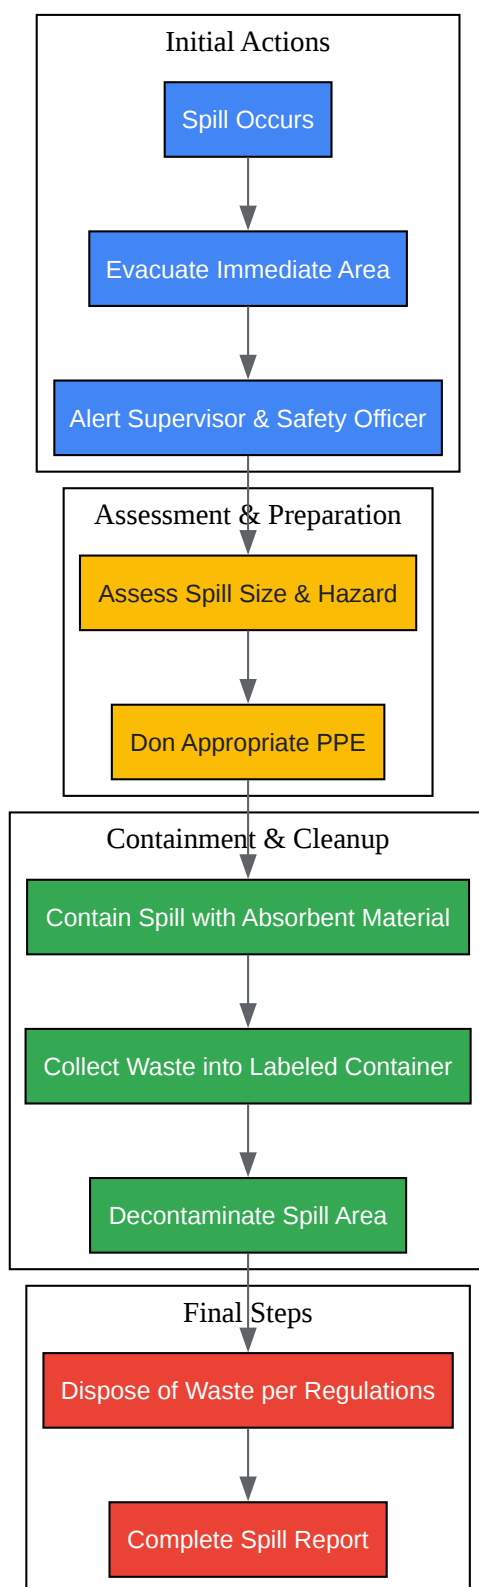 Initial Actions
Spill Occurs
Evacuate Immediate Area
Alert Supervisor & Safety Officer
Assessment & Preparation
Assess Spill Size & Hazard
Don Appropriate PPE
Containment & Cleanup
Contain Spill with Absorbent Material
Collect Waste into Labeled Container
Decontaminate Spill Area
Final Steps
Dispose of Waste per Regulations
Complete Spill Report